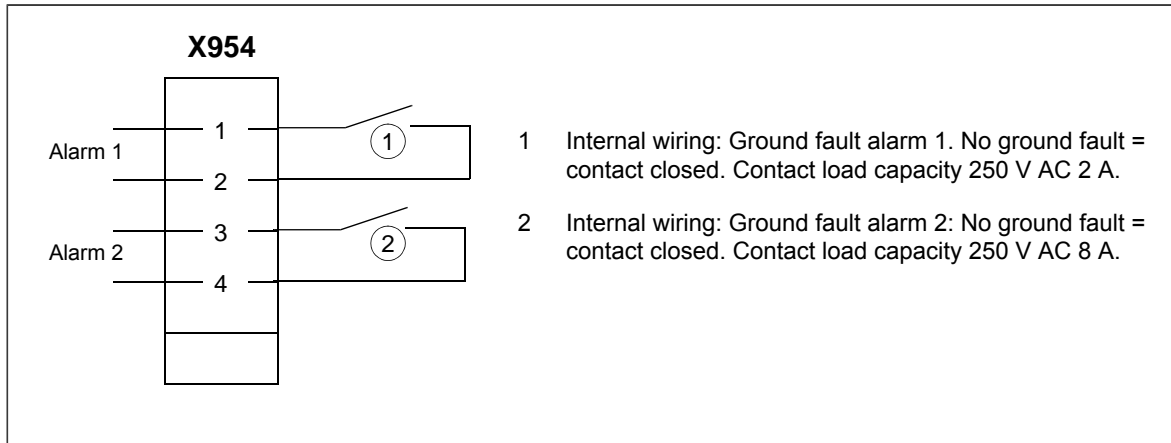 X954
Alarm 1
1
2
1
Alarm 2
3
4
2
1 Internal wiring: Ground fault alarm 1. No ground fault =
contact closed. Contact load capacity 250 V AC 2 A.
2 Internal wiring: Ground fault alarm 2: No ground fault =
contact closed. Contact load capacity 250 V AC 8 A.